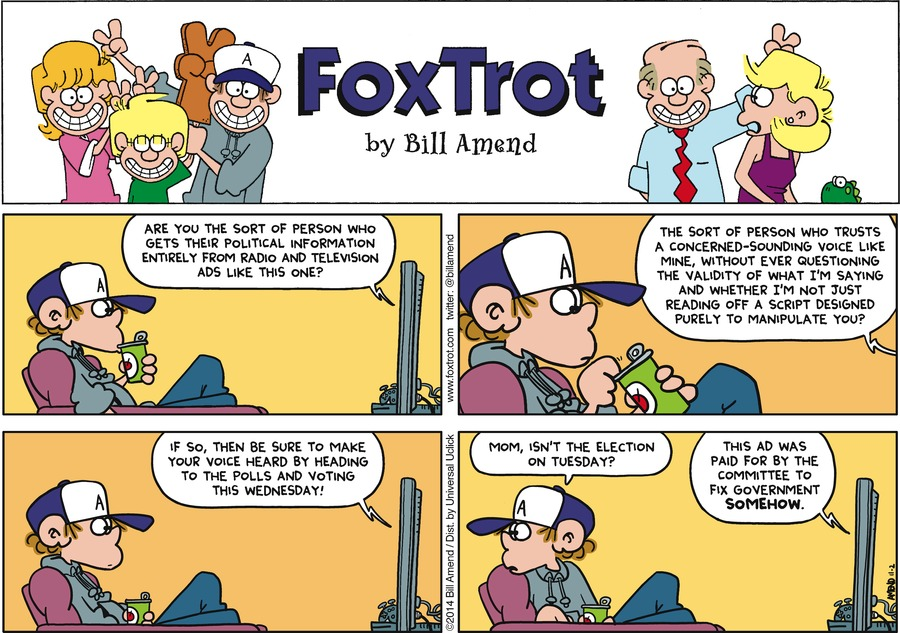 A
FOXTROT
by Bill Amend
ARE YOU THE SORT OF PERSON WHO
GETS THEIR POLITICAL INFORMATION
ENTIRELY FROM RADIO AND TELEVISION
ADS LIKE THIS ONE?
A
www.foxtrot.com twitter: @billamend
THE SORT OF PERSON WHO TRUSTS
A CONCERNED-SOUNDING VOICE LIKE
MINE, WITHOUT EVER QUESTIONING
THE VALIDITY OF WHAT I'M SAYING
AND WHETHER I'M NOT JUST
READING OFF A SCRIPT DESIGNED
PURELY TO MANIPULATE YOU?
A
IF SO, THEN BE SURE TO MAKE
YOUR VOICE HEARD BY HEADING
TO THE POLLS AND VOTING
THIS WEDNESDAY!
A
©2014 Bill Amend / Dist. by Universal Uclick
MOM, ISN'T THE ELECTION
ON TUESDAY?
A
THIS AD WAS
PAID FOR BY THE
COMMITTEE TO
FIX GOVERNMENT
SOMEHOW.
AMEND 11-2